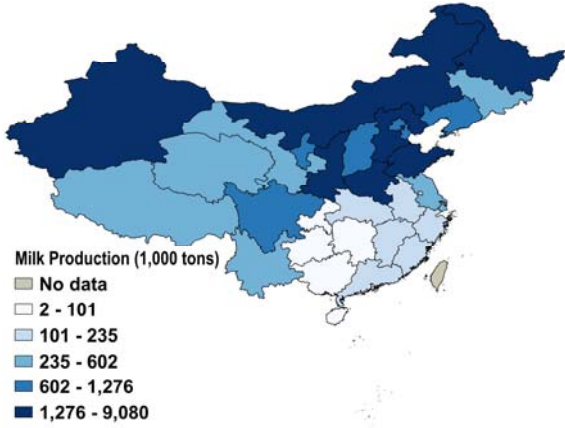 Milk Production (1,000 tons)
No data
2 - 101
101 - 235
235 - 602
602 - 1,276
1,276 - 9,080